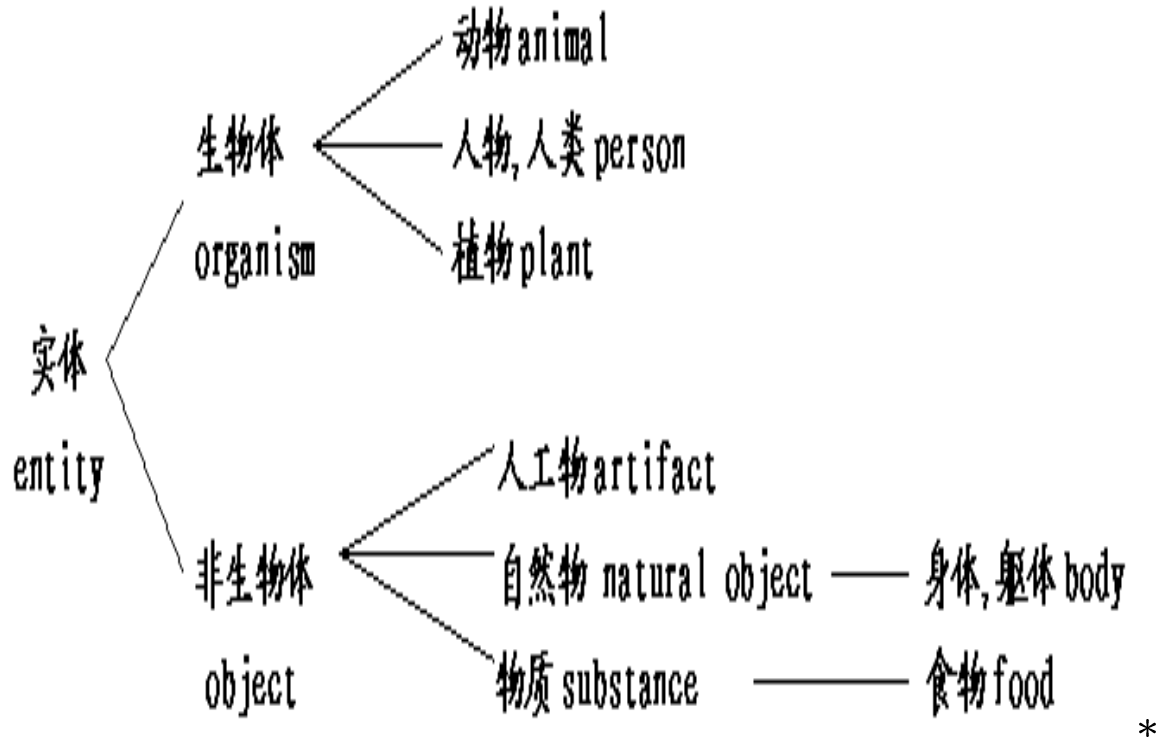 动物animal
生物体
人物,人类person
organism
植物plant
实体
entity
人工物artifact
非生物体
自然物 natural object
身体,躯体body
object
物质substance
食物food
*